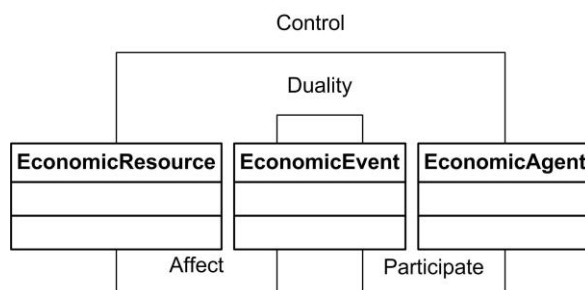 Control
Duality
EconomicResource EconomicEvent EconomicAgent
Affect Participate